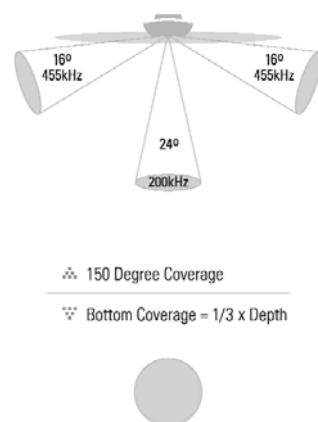 16º
455kHz
16º
455kHz
24º
200kHz
150 Degree Coverage
Bottom Coverage = 1/3 x Depth